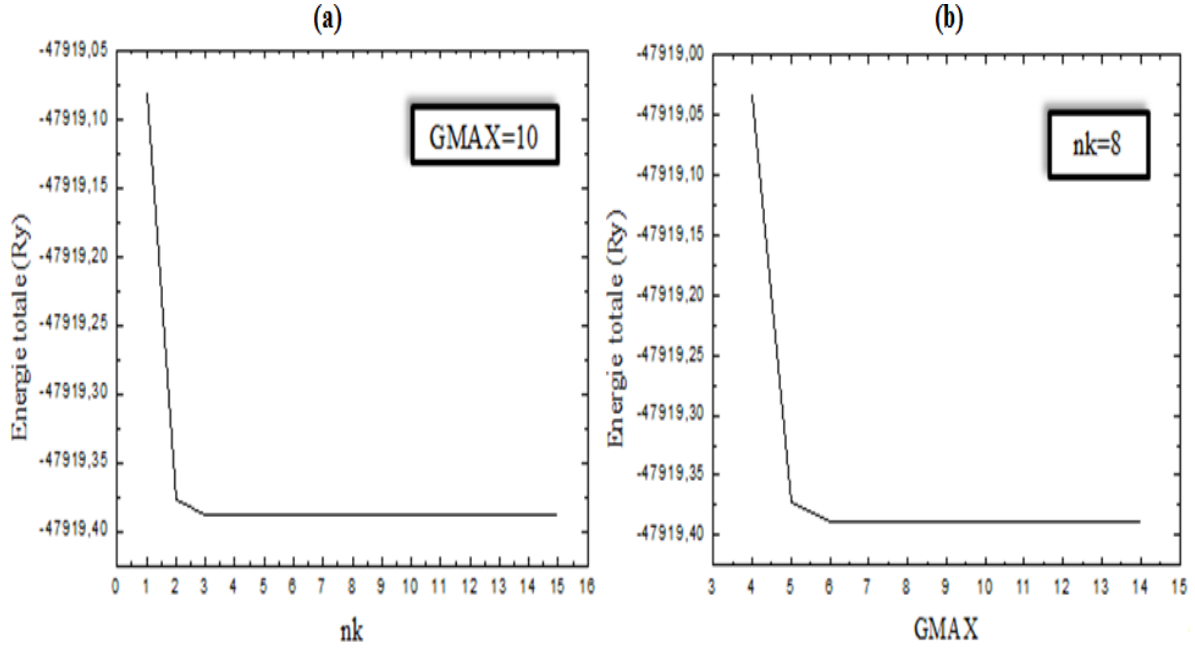 (a)
-47919,05
-47919,10
-47919,15
-47919,20
-47919,25
-47919,30
-47919,35
-47919,40
Energie totale (Ry)
GMAX=10
0 1 2 3 4 5 6 7 8 9 10 11 12 13 14 15 16
nk
(b)
-47919,00
-47919,05
-47919,10
-47919,15
-47919,20
-47919,25
-47919,30
-47919,35
-47919,40
Energie totale (Ry)
nk=8
3 4 5 6 7 8 9 10 11 12 13 14 15
GMAX